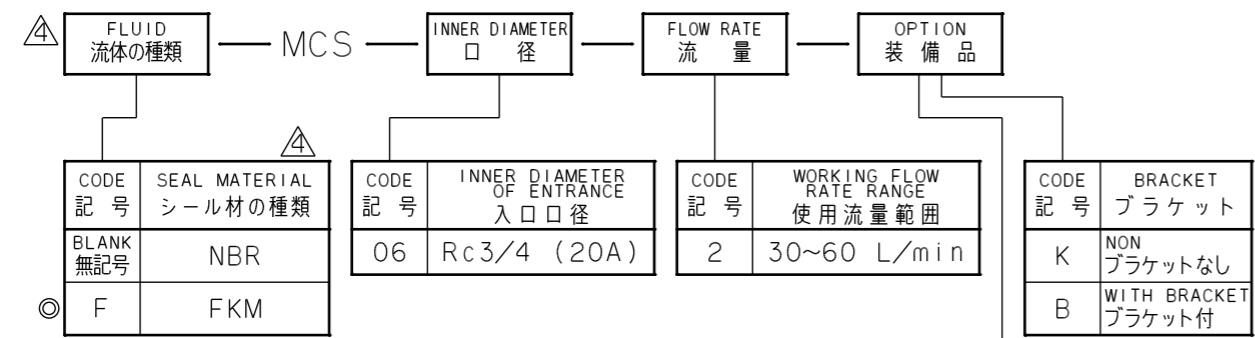 4
FLUID
流体の種類
MCS
INNER DIAMETER
口 径
FLOW RATE
流 量
OPTION
装 備 品
4
CODE
記 号
SEAL MATERIAL
シール材の種類
BLANK
無記号
NBR
◎
F
FKM
CODE
記 号
INNER DIAMETER
OF ENTRANCE
入口口径
06
Rc3/4 (20A)
CODE
記 号
WORKING FLOW
RATE RANGE
使用流量範囲
2
30~60 L/min
CODE
記 号
BRACKET
ブラケット
K
NON
ブラケットなし
B
WITH BRACKET
ブラケット付